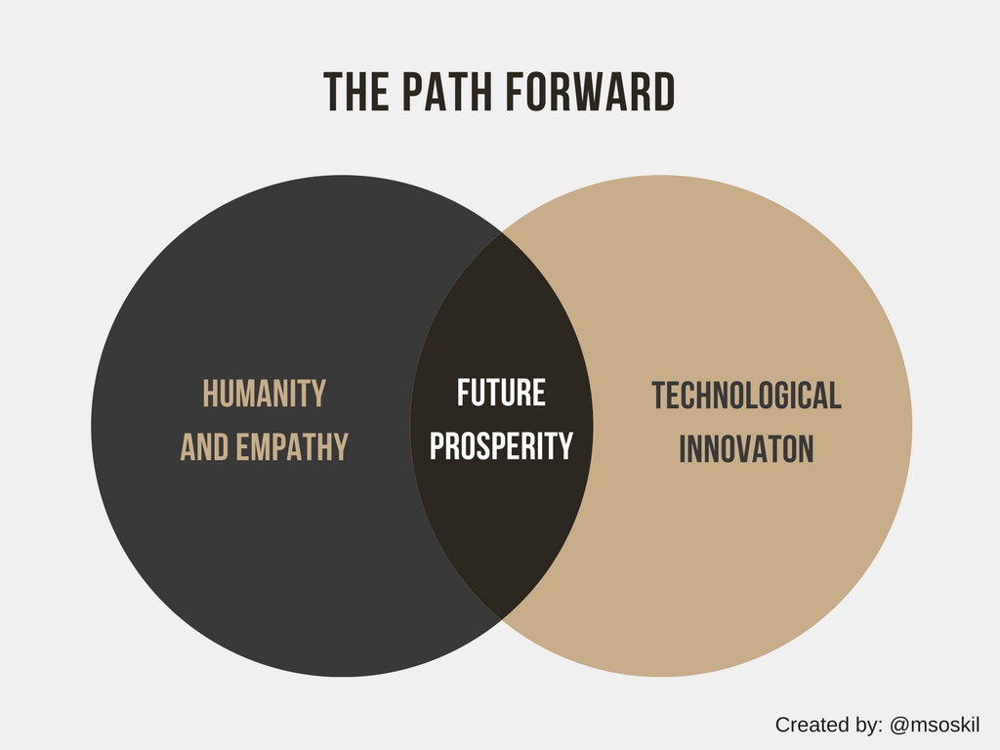 THE PATH FORWARD
HUMANITY
AND EMPATHY
FUTURE
PROSPERITY
TECHNOLOGICAL
INNOVATON
Created by: @msoskil